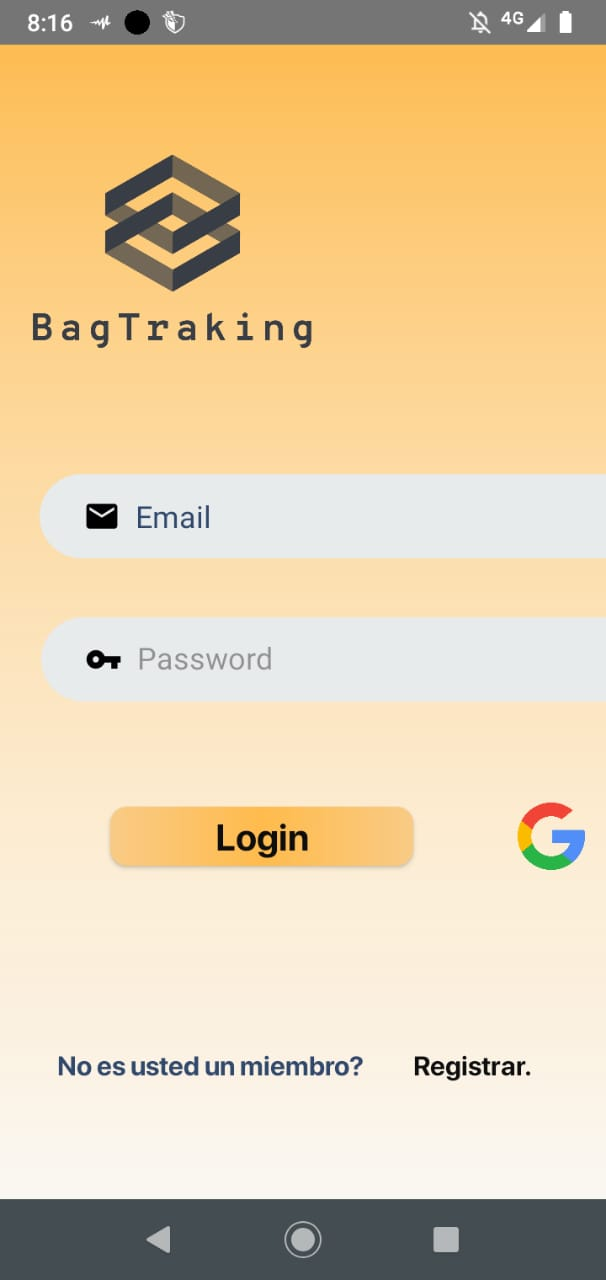 8:16 4G
BagTraking
Email
Password
Login
No es usted un miembro? Registrar.